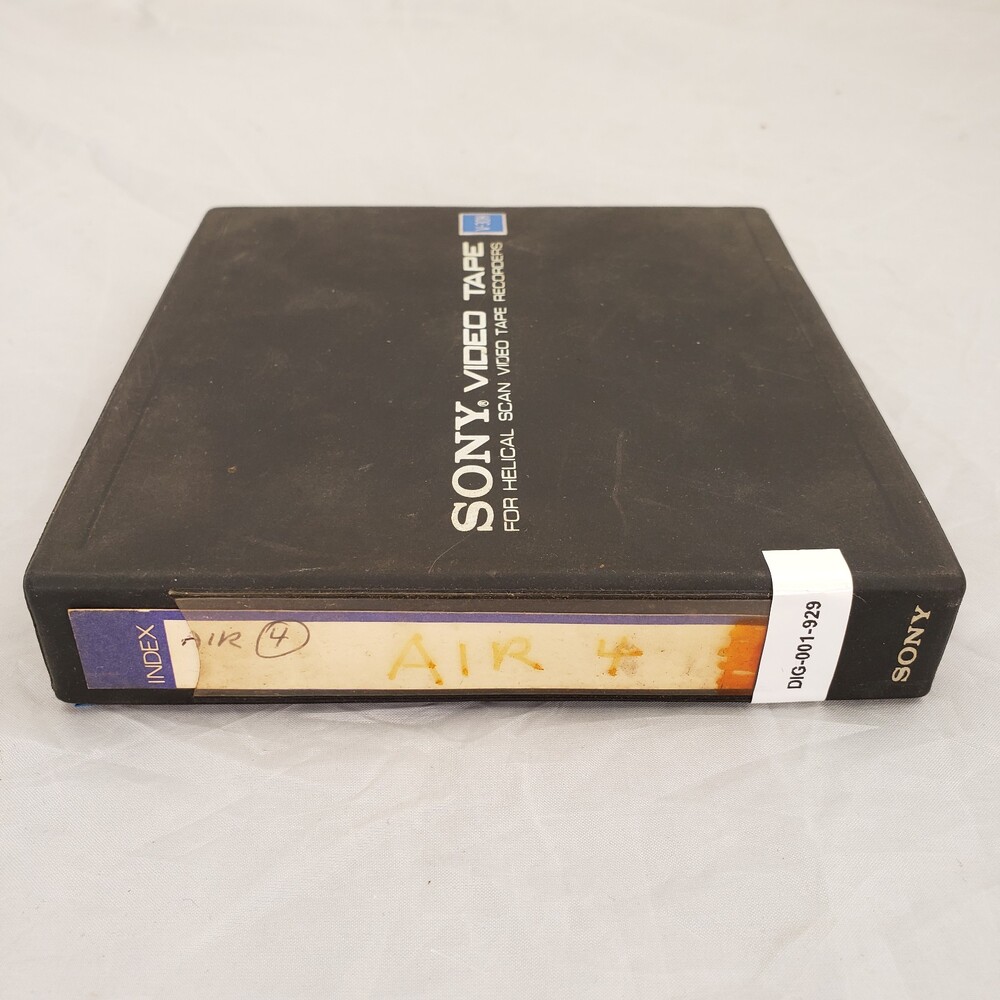 SONY® VIDEO TAPE
FOR HELICAL SCAN VIDEO TAPE RECORDERS
INDEX
AIR 4
AIR 4
DIG-001-929
SONY